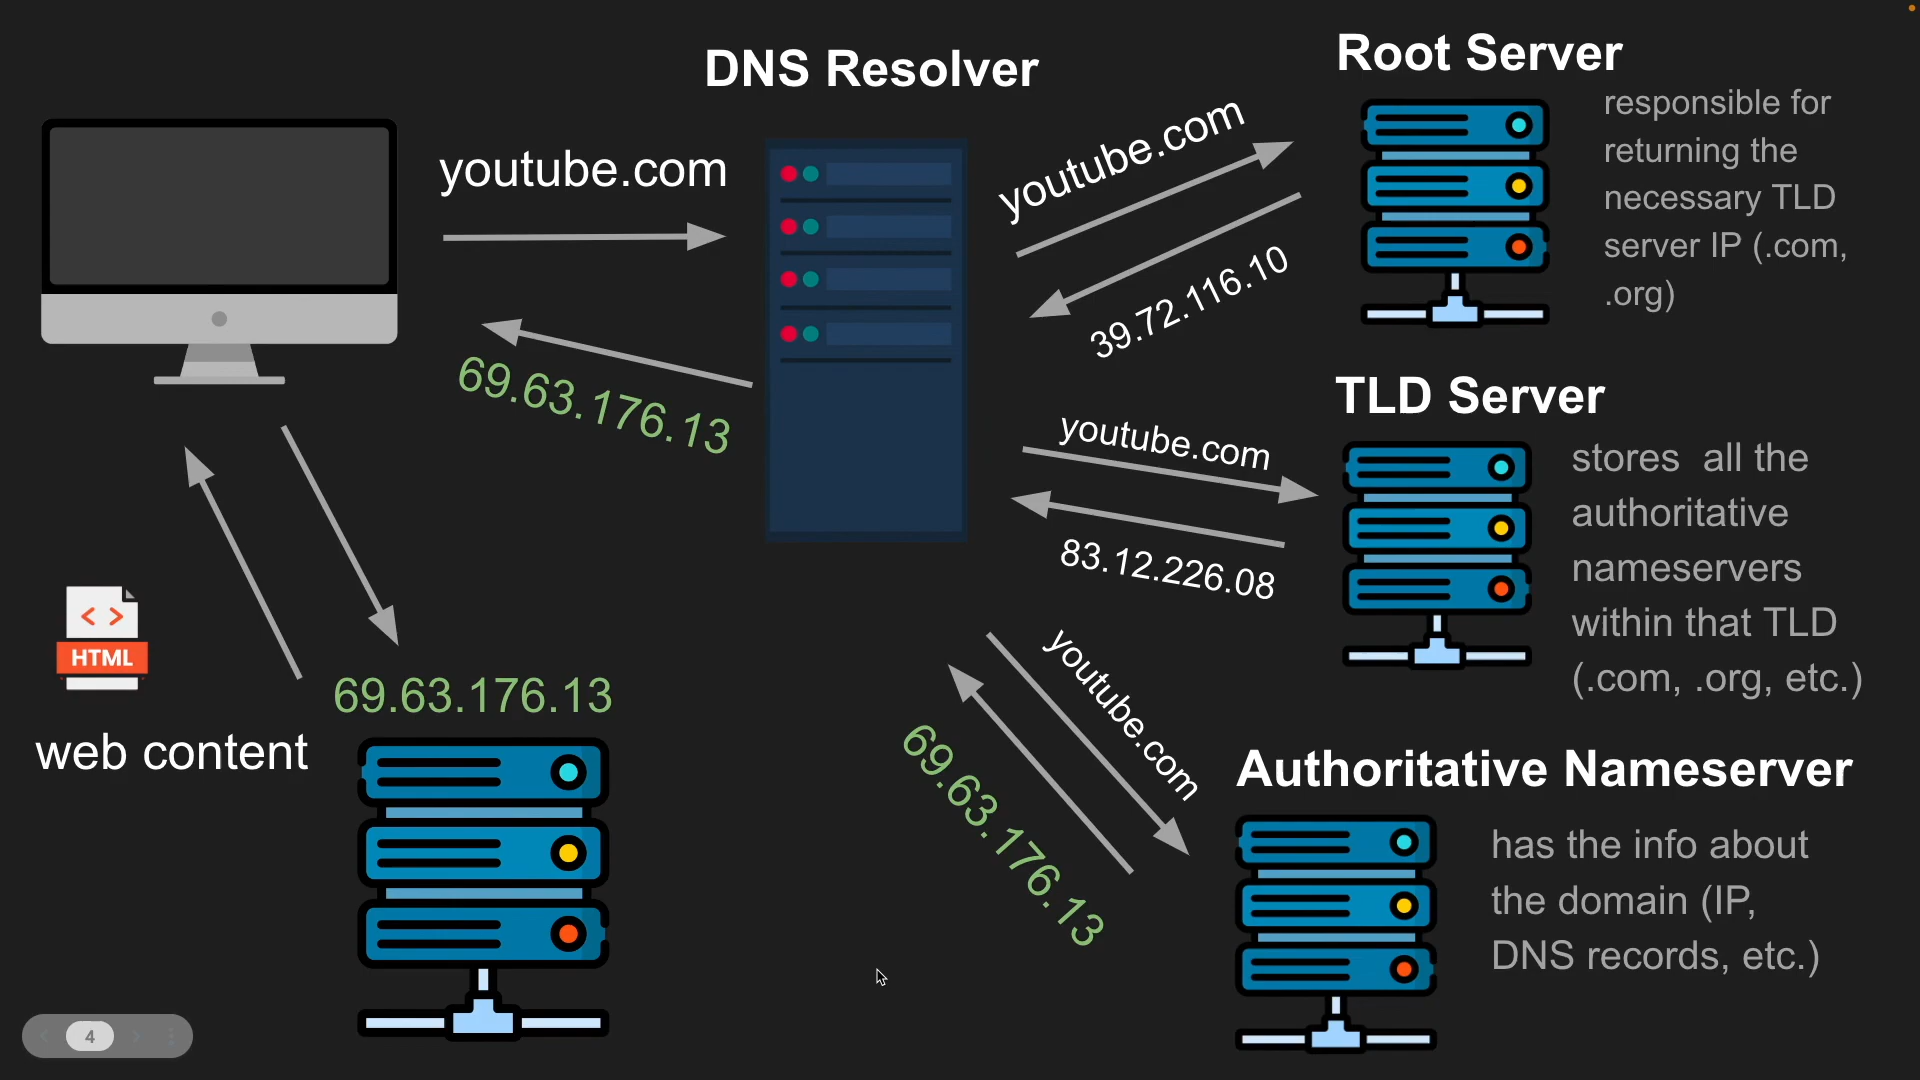 DNS Resolver
Root Server
responsible for
returning the
necessary TLD
server IP (.com,
.org)
youtube.com
youtube.com
39.72.116.10
69.63.176.13
TLD Server
stores  all the
authoritative
nameservers
within that TLD
(.com, .org, etc.)
youtube.com
83.12.226.08
youtube.com
69.63.176.13
Authoritative Nameserver
has the info about
the domain (IP,
DNS records, etc.)
HTML
web content
69.63.176.13
4